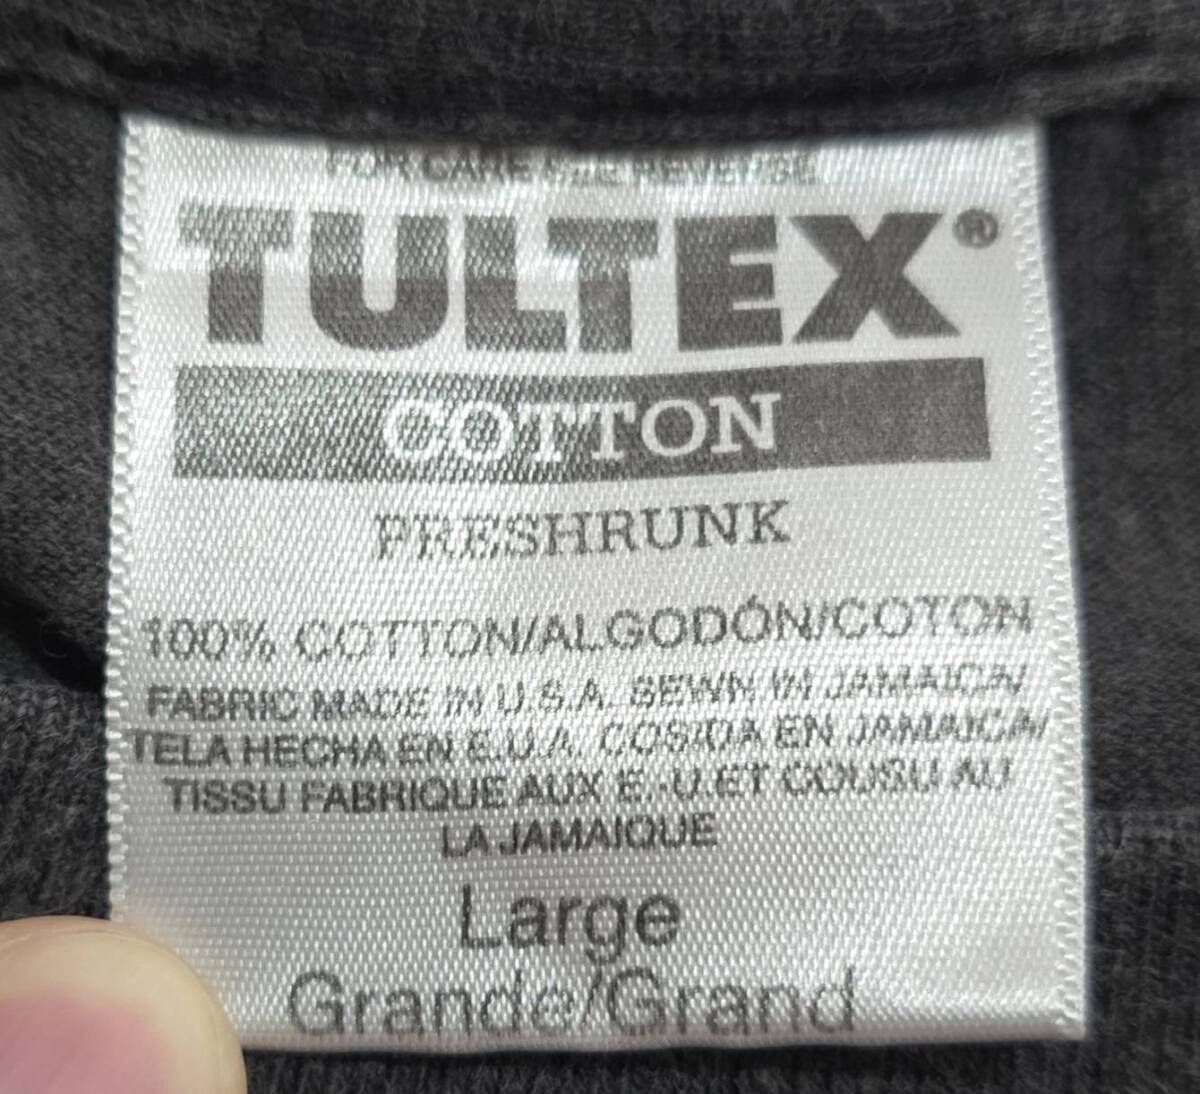 FOR CARE SEE REVERSE
TULTEX®
COTTON
PRESHRUNK
100% COTTON/ALGODÓN/COTON
FABRIC MADE IN U.S.A. SEWN IN JAMAICA/
TELA HECHA EN E.U.A. COSIDA EN JAMAICA/
TISSU FABRIQUE AUX E.-U.ET COUSU AU
LA JAMAIQUE
Large
Grande/Grand